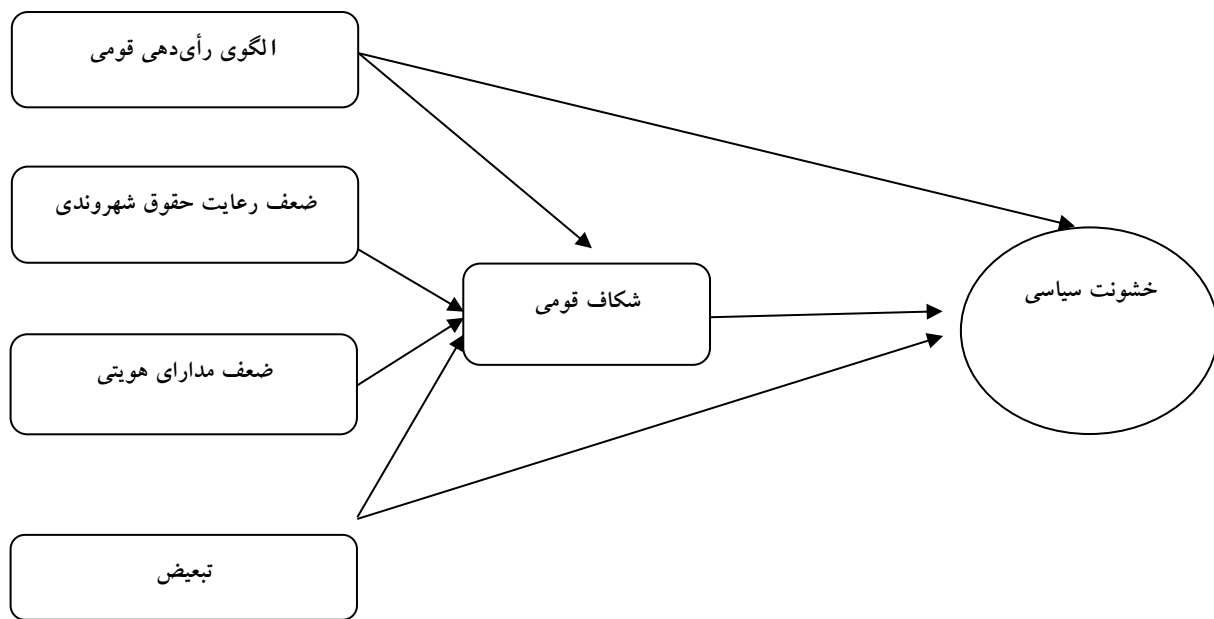 الگوی رأی‌دهی قومی
ضعف رعایت حقوق شهروندی
شکاف قومی
خشونت سیاسی
ضعف مدارای هویتی
تبعیض